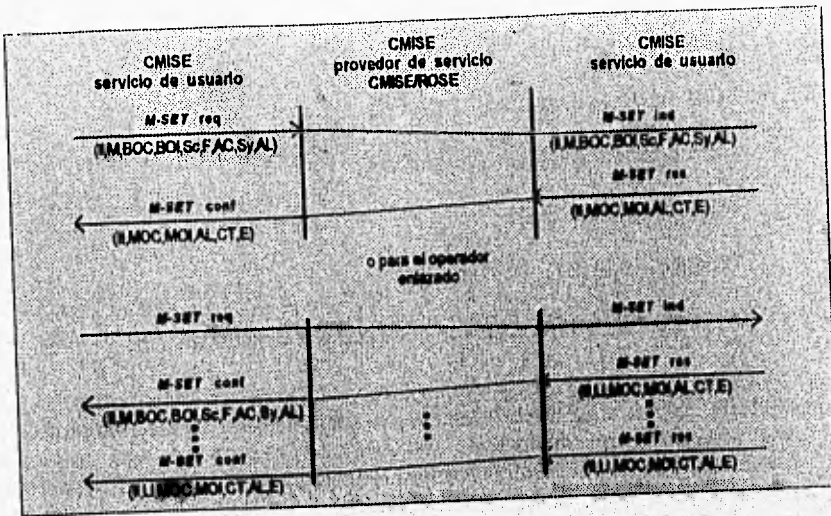 CMISE
servicio de usuario
CMISE
provedor de servicio
CMISE/ROSE
CMISE
servicio de usuario
M-SET req
(II,M,BOC,BOI,Sc,F,AC,Sy,AL)
M-SET ind
(II,M,BOC,BOI,Sc,F,AC,Sy,AL)
M-SET res
(II,MOC,MOI,AL,CT,E)
M-SET conf
(II,MOC,MOI,AL,CT,E)
o para el operador
enlazado
M-SET req
M-SET ind
M-SET res
(II,LI,MOC,MOI,AL,CT,E)
M-SET conf
(II,M,BOC,BOI,Sc,F,AC,Sy,AL)
M-SET res
(II,LI,MOC,MOI,CT,AL,E)
M-SET conf
(II,LI,MOC,MOI,CT,AL,E)